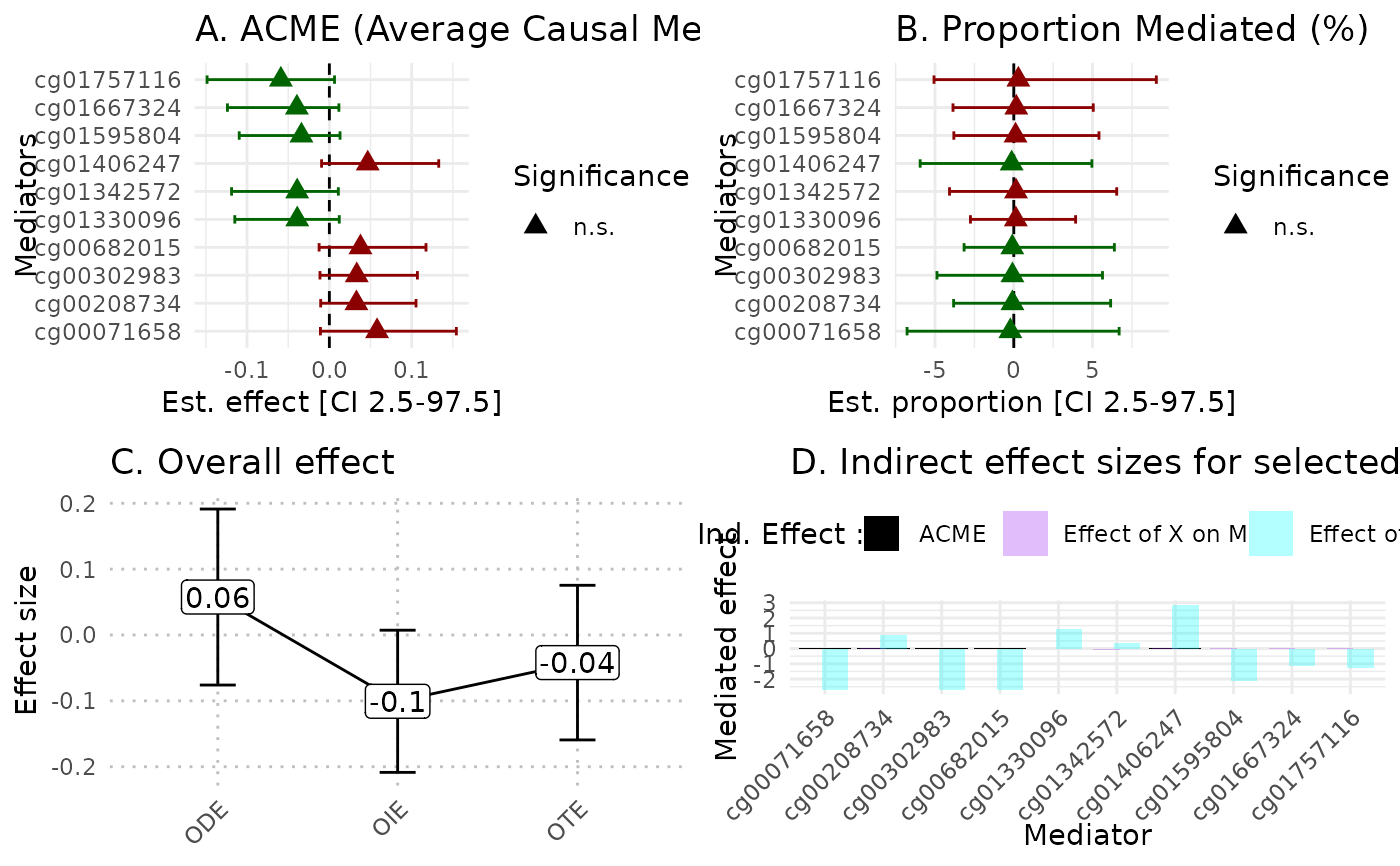 A. ACME (Average Causal Me
Mediators
cg01757116
cg01667324
cg01595804
cg01406247
cg01342572
cg01330096
cg00682015
cg00302983
cg00208734
cg00071658
-0.1 0.0 0.1
Est. effect [CI 2.5-97.5]
Significance
n.s.
B. Proportion Mediated (%)
Mediators
cg01757116
cg01667324
cg01595804
cg01406247
cg01342572
cg01330096
cg00682015
cg00302983
cg00208734
cg00071658
-5 0 5
Est. proportion [CI 2.5-97.5]
Significance
n.s.
C. Overall effect
Effect size
0.2
0.1
0.0
-0.1
-0.2
0.06
-0.1
-0.04
ODE OIE OTE
D. Indirect effect sizes for selected
Ind. Effect : ACME Effect of X on M Effect of
Mediated effect
3
2
1
0
-1
-2
cg00071658 cg00208734 cg00302983 cg00682015 cg01330096 cg01342572 cg01406247 cg01595804 cg01667324 cg01757116
Mediator